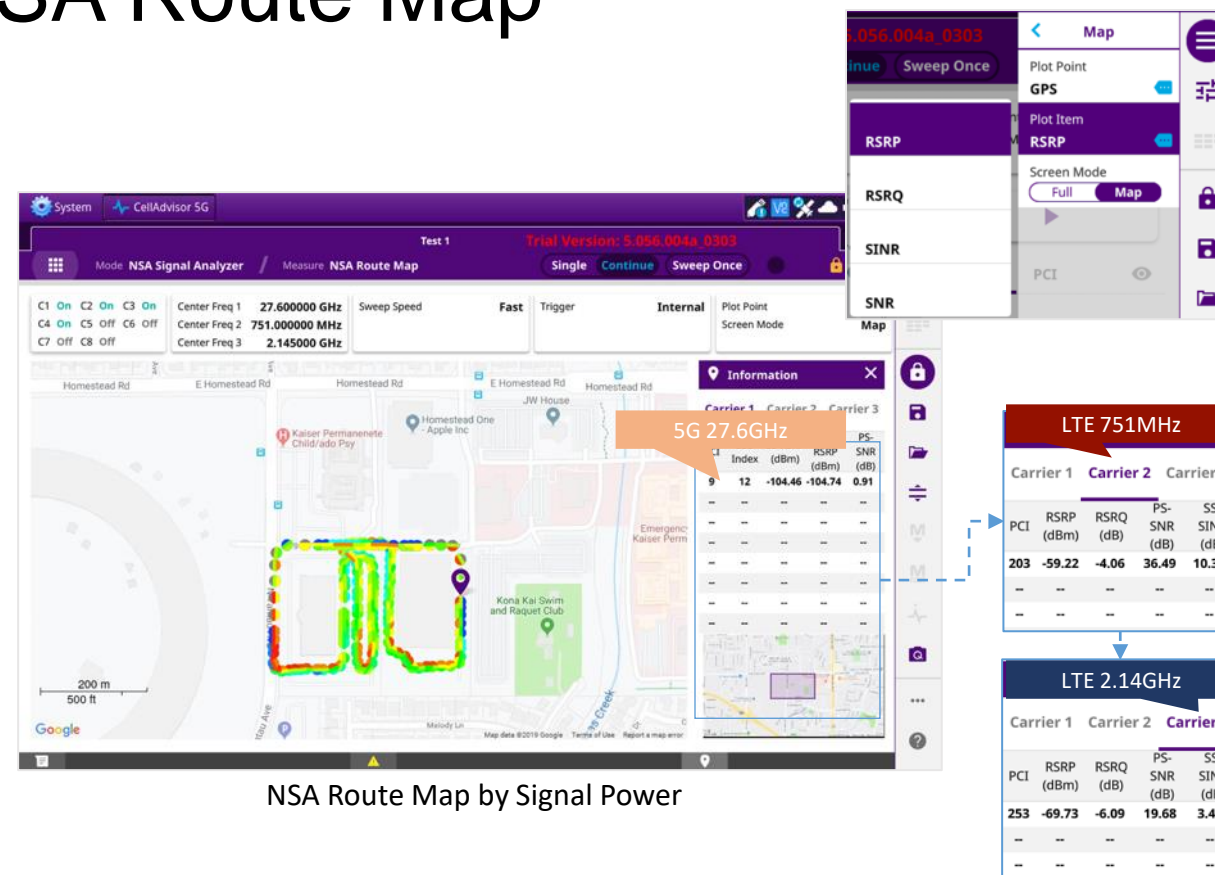 SA Route Map
5.056.004a_0303
Continue Sweep Once
RSRP
RSRQ
SINR
SNR
Map
Plot Point
GPS
Plot Item
RSRP
Screen Mode
Full Map
PCI
System CellAdvisor 5G
V2
Test 1 Trial Version: 5.056.004a_0303
Mode NSA Signal Analyzer / Measure NSA Route Map
Single Continue Sweep Once
C1 On C2 On C3 On
C4 On C5 Off C6 Off
C7 Off C8 Off
Center Freq 1 27.600000 GHz
Center Freq 2 751.000000 MHz
Center Freq 3 2.145000 GHz
Sweep Speed Fast
Trigger Internal
Plot Point
Screen Mode Map
Homestead Rd
E Homestead Rd
Homestead Rd
E Homestead Rd
Homestead Rd
JW House
Homestead One
- Apple Inc
Kaiser Permanenete
Child/ado Psy
Emergenc
Kaiser Perm
Kona Kai Swim
and Raquet Club
Melody Ln
200 m
500 ft
Google
Map data ©2019 Google Terms of Use Report a map error
Information
Carrier 1 Carrier 2 Carrier 3
5G 27.6GHz
Index (dBm) RSRP (dBm) PS-SNR (dB)
9 12 -104.46 -104.74 0.91
-- -- -- -- --
-- -- -- -- --
-- -- -- -- --
-- -- -- -- --
-- -- -- -- --
-- -- -- -- --
-- -- -- -- --
LTE 751MHz
Carrier 1 Carrier 2 Carrier
PCI RSRP (dBm) RSRQ (dB) PS-SNR (dB)
203 -59.22 -4.06 36.49 10.3
-- -- -- -- --
-- -- -- -- --
LTE 2.14GHz
Carrier 1 Carrier 2 Carrier
PCI RSRP (dBm) RSRQ (dB) PS-SNR (dB)
253 -69.73 -6.09 19.68 3.4
-- -- -- -- --
-- -- -- -- --
NSA Route Map by Signal Power